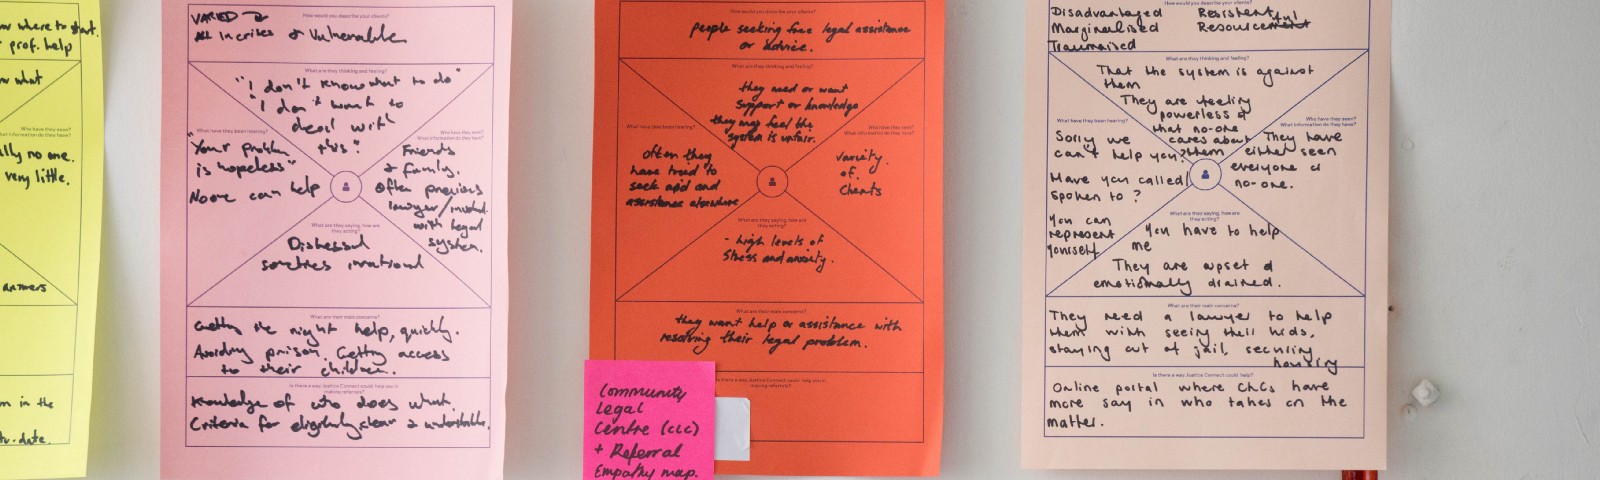 ow where to start.
prof. help
w what
lly no one.
very little.
answers
m in the
to-date.
How would you describe your clients?
VARIED
All in crises & vulnerable
What are they thinking and feeling?
"I don't know what to do"
"I don't want to
deal with
this."
What have they been hearing?
"Your problem
is hopeless"
No one can help
Who have they seen?
What information do they have?
Friends
& family.
Often previous
lawyer/
with legal
system.
What are they saying, how are
they acting?
Distressed
sometimes irrational
What are their main concerns?
Getting the right help, quickly.
Avoiding prison. Getting access
to their children.
Is there a way Justice Connect could help you in
making referrals?
Knowledge of who does what.
Criteria for eligibility clear & understandable.
How would you describe your clients?
people seeking free legal assistance
or advice.
What are they thinking and feeling?
they need or want
support or knowledge
they may feel the
system is unfair.
What have they been hearing?
Often they
have tried to
seek aid and
assistance elsewhere
Who have they seen?
What information do they have?
Variety
of
clients
What are they saying, how are
they acting?
- high levels of
stress and anxiety.
What are their main concerns?
they want help or assistance with
resolving their legal problem.
Is there a way Justice Connect could help you in
making referrals?
Community
Legal
Centre (CLC)
+ Referral
Empathy map.
How would you describe your clients?
Disadvantaged Resistent
Marginalised Resourceful
Traumatised
What are they thinking and feeling?
That the system is against
them
They are feeling
powerless &
that no-one
cares about
them
What have they been hearing?
Sorry we
can't help you.
Have you called/
spoken to?
You can
represent
yourself
Who have they seen?
What information do they have?
They have
either seen
everyone or
no-one.
What are they saying, how are
they acting?
You have to help
me
They are upset &
emotionally drained.
What are their main concerns?
They need a lawyer to help
them with seeing their kids,
staying out of jail, securing
housing
Is there a way Justice Connect could help?
Online portal where CLCs have
more say in who takes on the
matter.